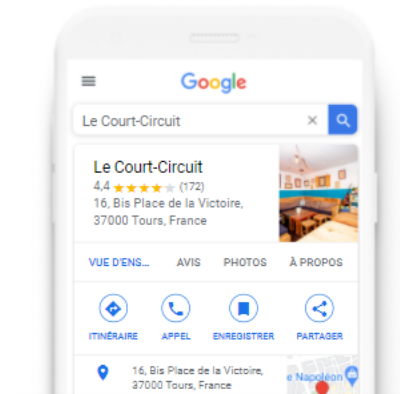 Google
Le Court-Circuit
Le Court-Circuit
4,4 (172)
16, Bis Place de la Victoire,
37000 Tours, France
VUE D'ENS... AVIS PHOTOS À PROPOS
ITINÉRAIRE APPEL ENREGISTRER PARTAGER
16, Bis Place de la Victoire,
37000 Tours, France
e Napoléon